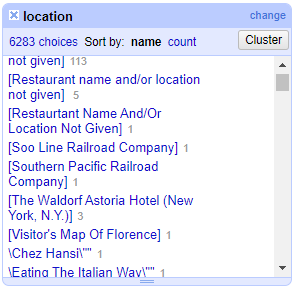 location change
6283 choices Sort by: name count Cluster
not given] 113
[Restaurant name and/or location
not given] 5
[Restaurtant Name And/Or
Location Not Given] 1
[Soo Line Railroad Company] 1
[Southern Pacific Railroad
Company] 1
[The Waldorf Astoria Hotel (New
York, N.Y.)] 3
[Visitor's Map Of Florence] 1
\Chez Hansi\"" 1
\Eating The Italian Way\"" 1